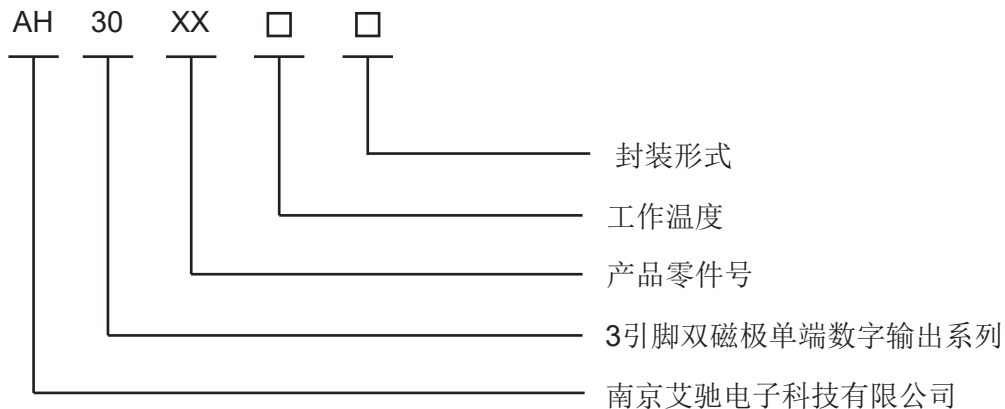 AH 30 XX □ □
封装形式
工作温度
产品零件号
3引脚双磁极单端数字输出系列
南京艾驰电子科技有限公司